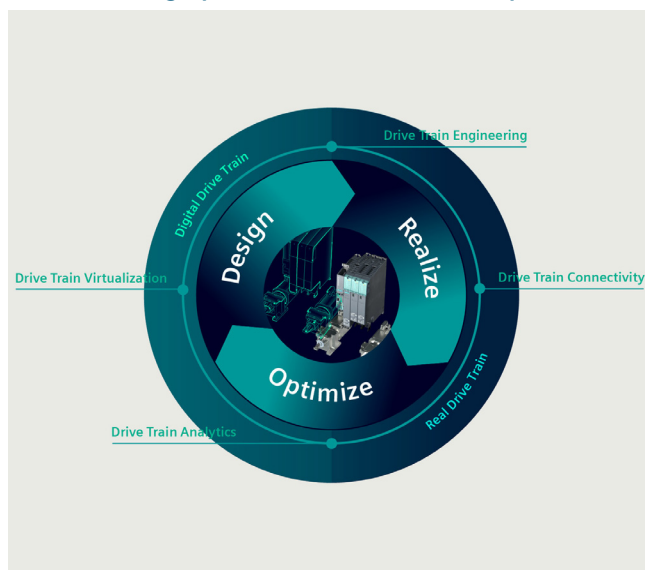 Drive Train Engineering
Digital Drive Train
Design
Realize
Drive Train Virtualization
Drive Train Connectivity
Optimize
Real Drive Train
Drive Train Analytics